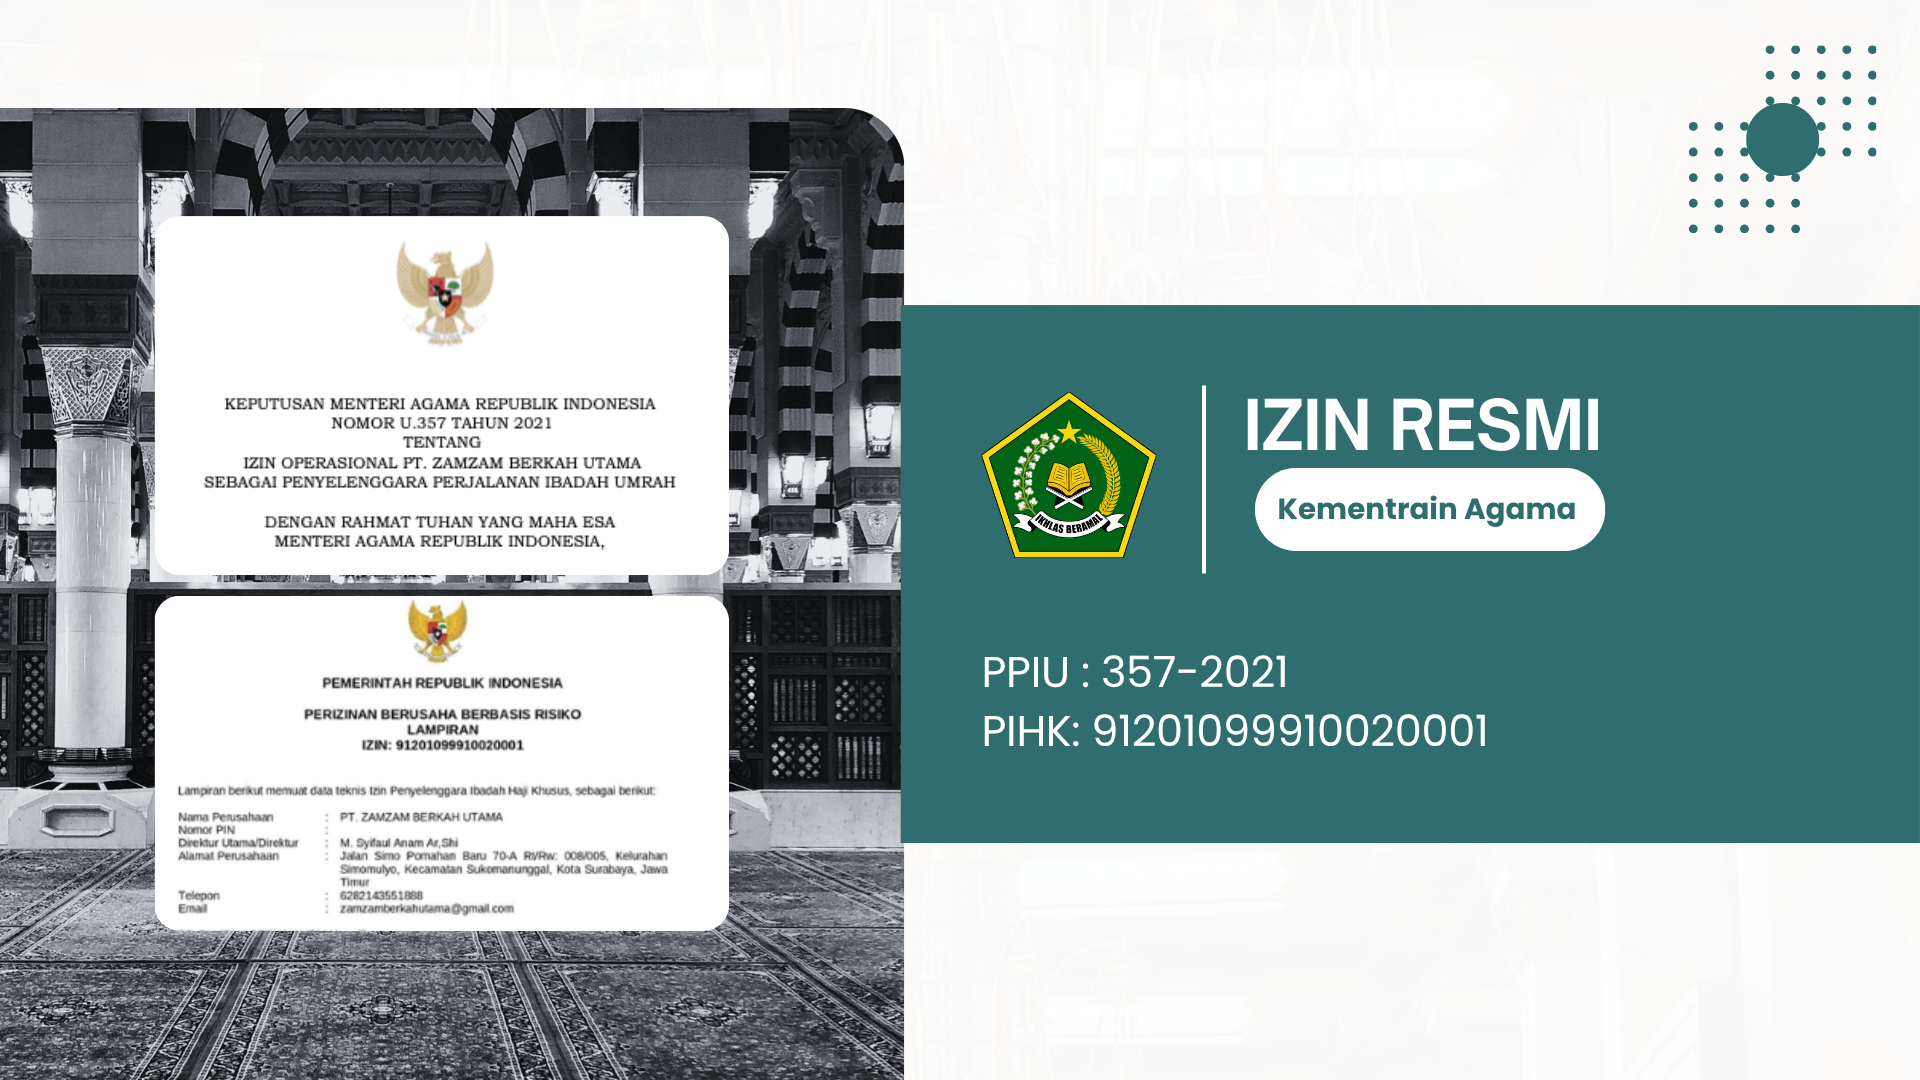 KEPUTUSAN MENTERI AGAMA REPUBLIK INDONESIA
NOMOR U.357 TAHUN 2021
TENTANG
IZIN OPERASIONAL PT. ZAMZAM BERKAH UTAMA
SEBAGAI PENYELENGGARA PERJALANAN IBADAH UMRAH
DENGAN RAHMAT TUHAN YANG MAHA ESA
MENTERI AGAMA REPUBLIK INDONESIA,
PEMERINTAH REPUBLIK INDONESIA
PERIZINAN BERUSAHA BERBASIS RISIKO
LAMPIRAN
IZIN: 91201099910020001
Lampiran berikut memuat data teknis Izin Penyelenggara Ibadah Haji Khusus, sebagai berikut:
Nama Perusahaan : PT. ZAMZAM BERKAH UTAMA
Nomor PIN :
Direktur Utama/Direktur : M. Syifaul Anam Ar,Shi
Alamat Perusahaan : Jalan Simo Pomahan Baru 70-A Rt/Rw: 008/005, Kelurahan
Simomulyo, Kecamatan Sukomanunggal, Kota Surabaya, Jawa
Timur
Telepon : 6282143551888
Email : zamzamberkahutama@gmail.com
IKHLAS BERAMAL
IZIN RESMI
Kementrain Agama
PPIU : 357-2021
PIHK: 91201099910020001